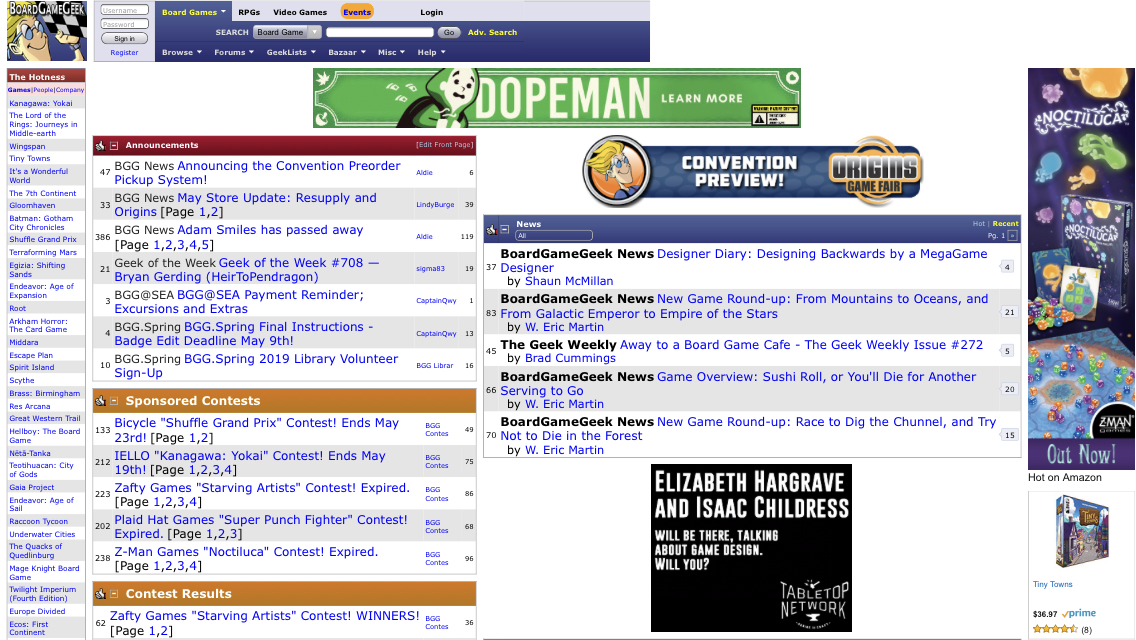 BOARDGAMEGEEK
Username
Password
Sign in
Register
Board Games RPGs Video Games Events Login
SEARCH Board Game Go Adv. Search
Browse Forums GeekLists Bazaar Misc Help
The Hotness
Games|People|Company
Kanagawa: Yokai
The Lord of the
Rings: Journeys in
Middle-earth
Wingspan
Tiny Towns
It's a Wonderful
World
The 7th Continent
Gloomhaven
Batman: Gotham
City Chronicles
Shuffle Grand Prix
Terraforming Mars
Egizia: Shifting
Sands
Endeavor: Age of
Expansion
Root
Arkham Horror:
The Card Game
Middara
Escape Plan
Spirit Island
Scythe
Brass: Birmingham
Res Arcana
Great Western Trail
Hellboy: The Board
Game
Nētā-Tanka
Teotihuacan: City
of Gods
Gaia Project
Endeavor: Age of
Sail
Raccoon Tycoon
Underwater Cities
The Quacks of
Quedlinburg
Mage Knight Board
Game
Twilight Imperium
(Fourth Edition)
Europe Divided
Ecos: First
Continent
DOPEMAN LEARN MORE
Announcements [Edit Front Page]
47 BGG News Announcing the Convention Preorder
Pickup System! Aldie 6
33 BGG News May Store Update: Resupply and
Origins [Page 1,2] LindyBurge 39
386 BGG News Adam Smiles has passed away
[Page 1,2,3,4,5] Aldie 119
21 Geek of the Week Geek of the Week #708 —
Bryan Gerding (HeirToPendragon) sigma83 19
3 BGG@SEA BGG@SEA Payment Reminder;
Excursions and Extras CaptainQwy 1
4 BGG.Spring BGG.Spring Final Instructions -
Badge Edit Deadline May 9th! CaptainQwy 13
10 BGG.Spring BGG.Spring 2019 Library Volunteer
Sign-Up BGG Librar 16
Sponsored Contests
133 Bicycle "Shuffle Grand Prix" Contest! Ends May
23rd! [Page 1,2] BGG Contes 49
212 IELLO "Kanagawa: Yokai" Contest! Ends May
19th! [Page 1,2,3,4] BGG Contes 75
223 Zafty Games "Starving Artists" Contest! Expired.
[Page 1,2,3,4] BGG Contes 86
202 Plaid Hat Games "Super Punch Fighter" Contest!
Expired. [Page 1,2,3] BGG Contes 68
238 Z-Man Games "Noctiluca" Contest! Expired.
[Page 1,2,3,4] BGG Contes 96
Contest Results
62 Zafty Games "Starving Artists" Contest! WINNERS!
[Page 1,2] BGG Contes 36
CONVENTION
PREVIEW!
ORIGINS
GAME FAIR
News Hot | Recent
All Pg. 1 »
37 BoardGameGeek News Designer Diary: Designing Backwards by a MegaGame
Designer 4
by Shaun McMillan
83 BoardGameGeek News New Game Round-up: From Mountains to Oceans, and
From Galactic Emperor to Empire of the Stars 21
by W. Eric Martin
45 The Geek Weekly Away to a Board Game Cafe - The Geek Weekly Issue #272 5
by Brad Cummings
66 BoardGameGeek News Game Overview: Sushi Roll, or You'll Die for Another
Serving to Go 20
by W. Eric Martin
70 BoardGameGeek News New Game Round-up: Race to Dig the Channel, and Try
Not to Die in the Forest 15
by W. Eric Martin
ELIZABETH HARGRAVE
AND ISAAC CHILDRESS
WILL BE THERE, TALKING
ABOUT GAME DESIGN.
WILL YOU?
TABLETOP
NETWORK
NOCTILUCA
NOCTILUCA
Z-MAN
Out Now!
Hot on Amazon
TINY TOWNS
Tiny Towns
$36.97 prime
(8)